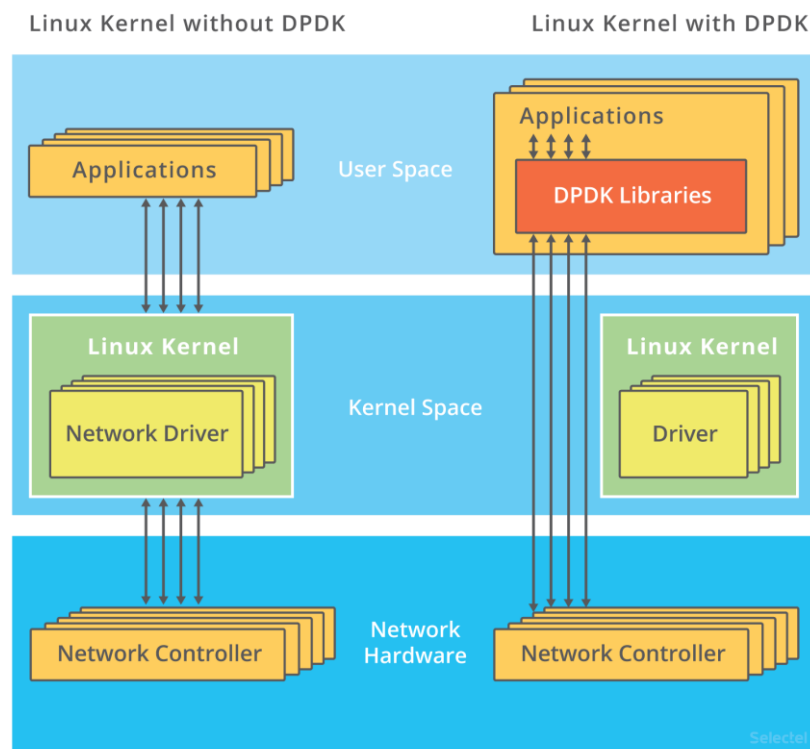 Linux Kernel without DPDK
Linux Kernel with DPDK
Applications
User Space
Applications
DPDK Libraries
Linux Kernel
Network Driver
Kernel Space
Linux Kernel
Driver
Network Controller
Network
Hardware
Network Controller
Selectel